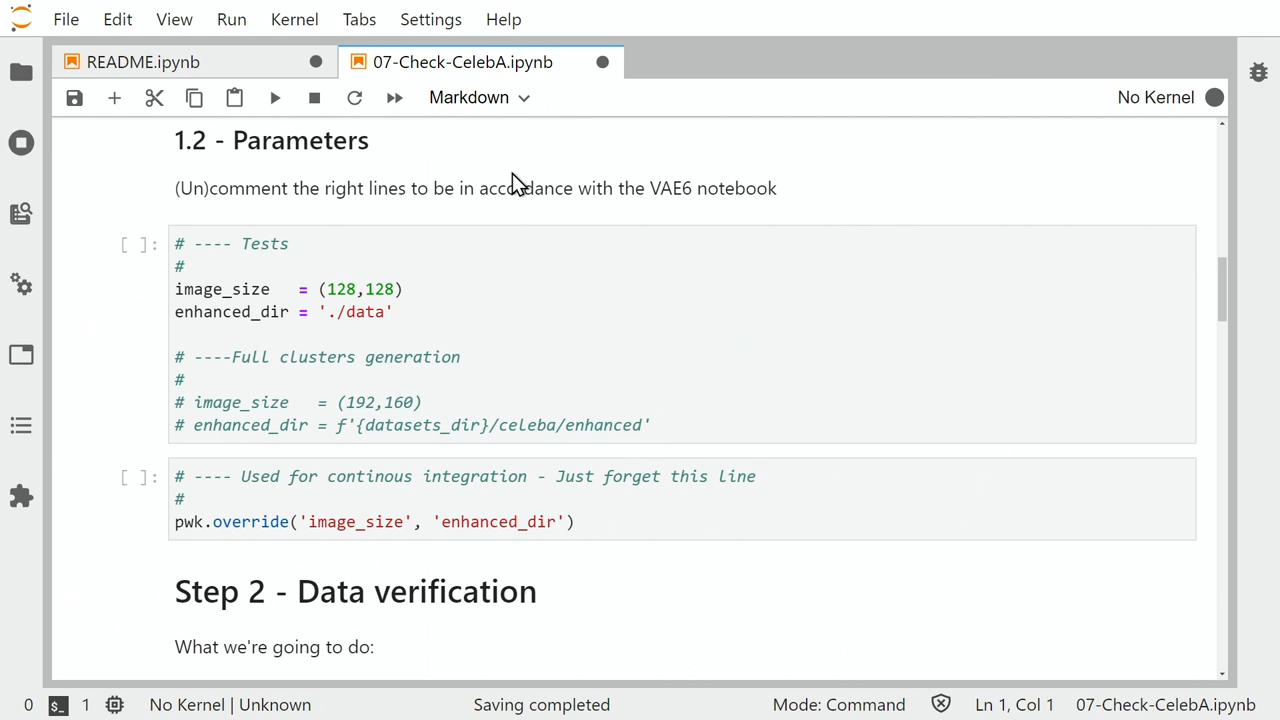 File Edit View Run Kernel Tabs Settings Help
README.ipynb
07-Check-CelebA.ipynb
Markdown
No Kernel
1.2 - Parameters
(Un)comment the right lines to be in accordance with the VAE6 notebook
[ ]:
# ---- Tests
#
image_size   = (128,128)
enhanced_dir = './data'
# ----Full clusters generation
#
# image_size   = (192,160)
# enhanced_dir = f'{datasets_dir}/celeba/enhanced'
[ ]:
# ---- Used for continous integration - Just forget this line
#
pwk.override('image_size', 'enhanced_dir')
Step 2 - Data verification
What we're going to do:
0 $_ 1 No Kernel | Unknown Saving completed Mode: Command Ln 1, Col 1 07-Check-CelebA.ipynb